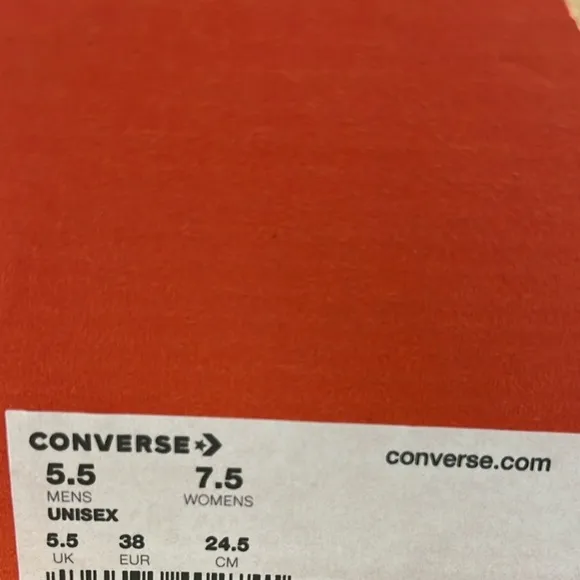 CONVERSE
converse.com
5.5 7.5
MENS WOMENS
UNISEX
5.5 38 24.5
UK EUR CM